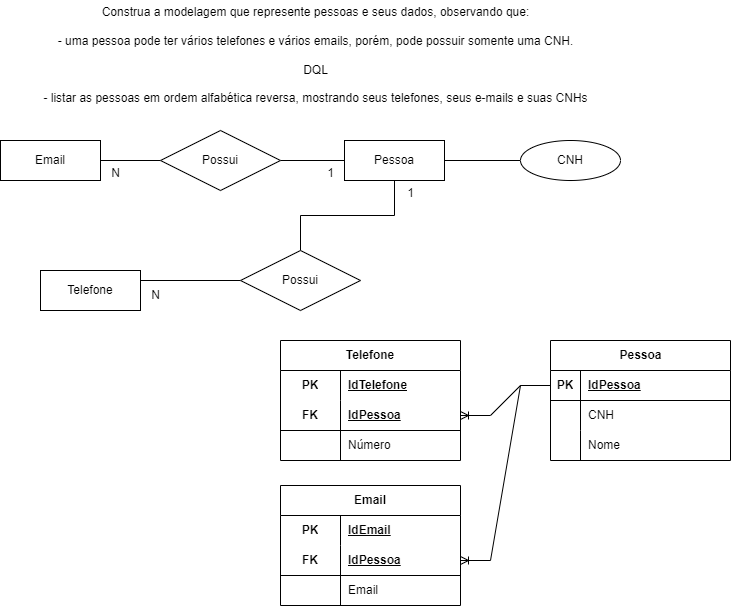 Construa a modelagem que represente pessoas e seus dados, observando que:
- uma pessoa pode ter vários telefones e vários emails, porém, pode possuir somente uma CNH.
DQL
- listar as pessoas em ordem alfabética reversa, mostrando seus telefones, seus e-mails e suas CNHs
Email
N
Possui
1
Pessoa
CNH
1
Telefone
N
Possui
Telefone
PK IdTelefone
FK IdPessoa
Número
Pessoa
PK IdPessoa
CNH
Nome
Email
PK IdEmail
FK IdPessoa
Email